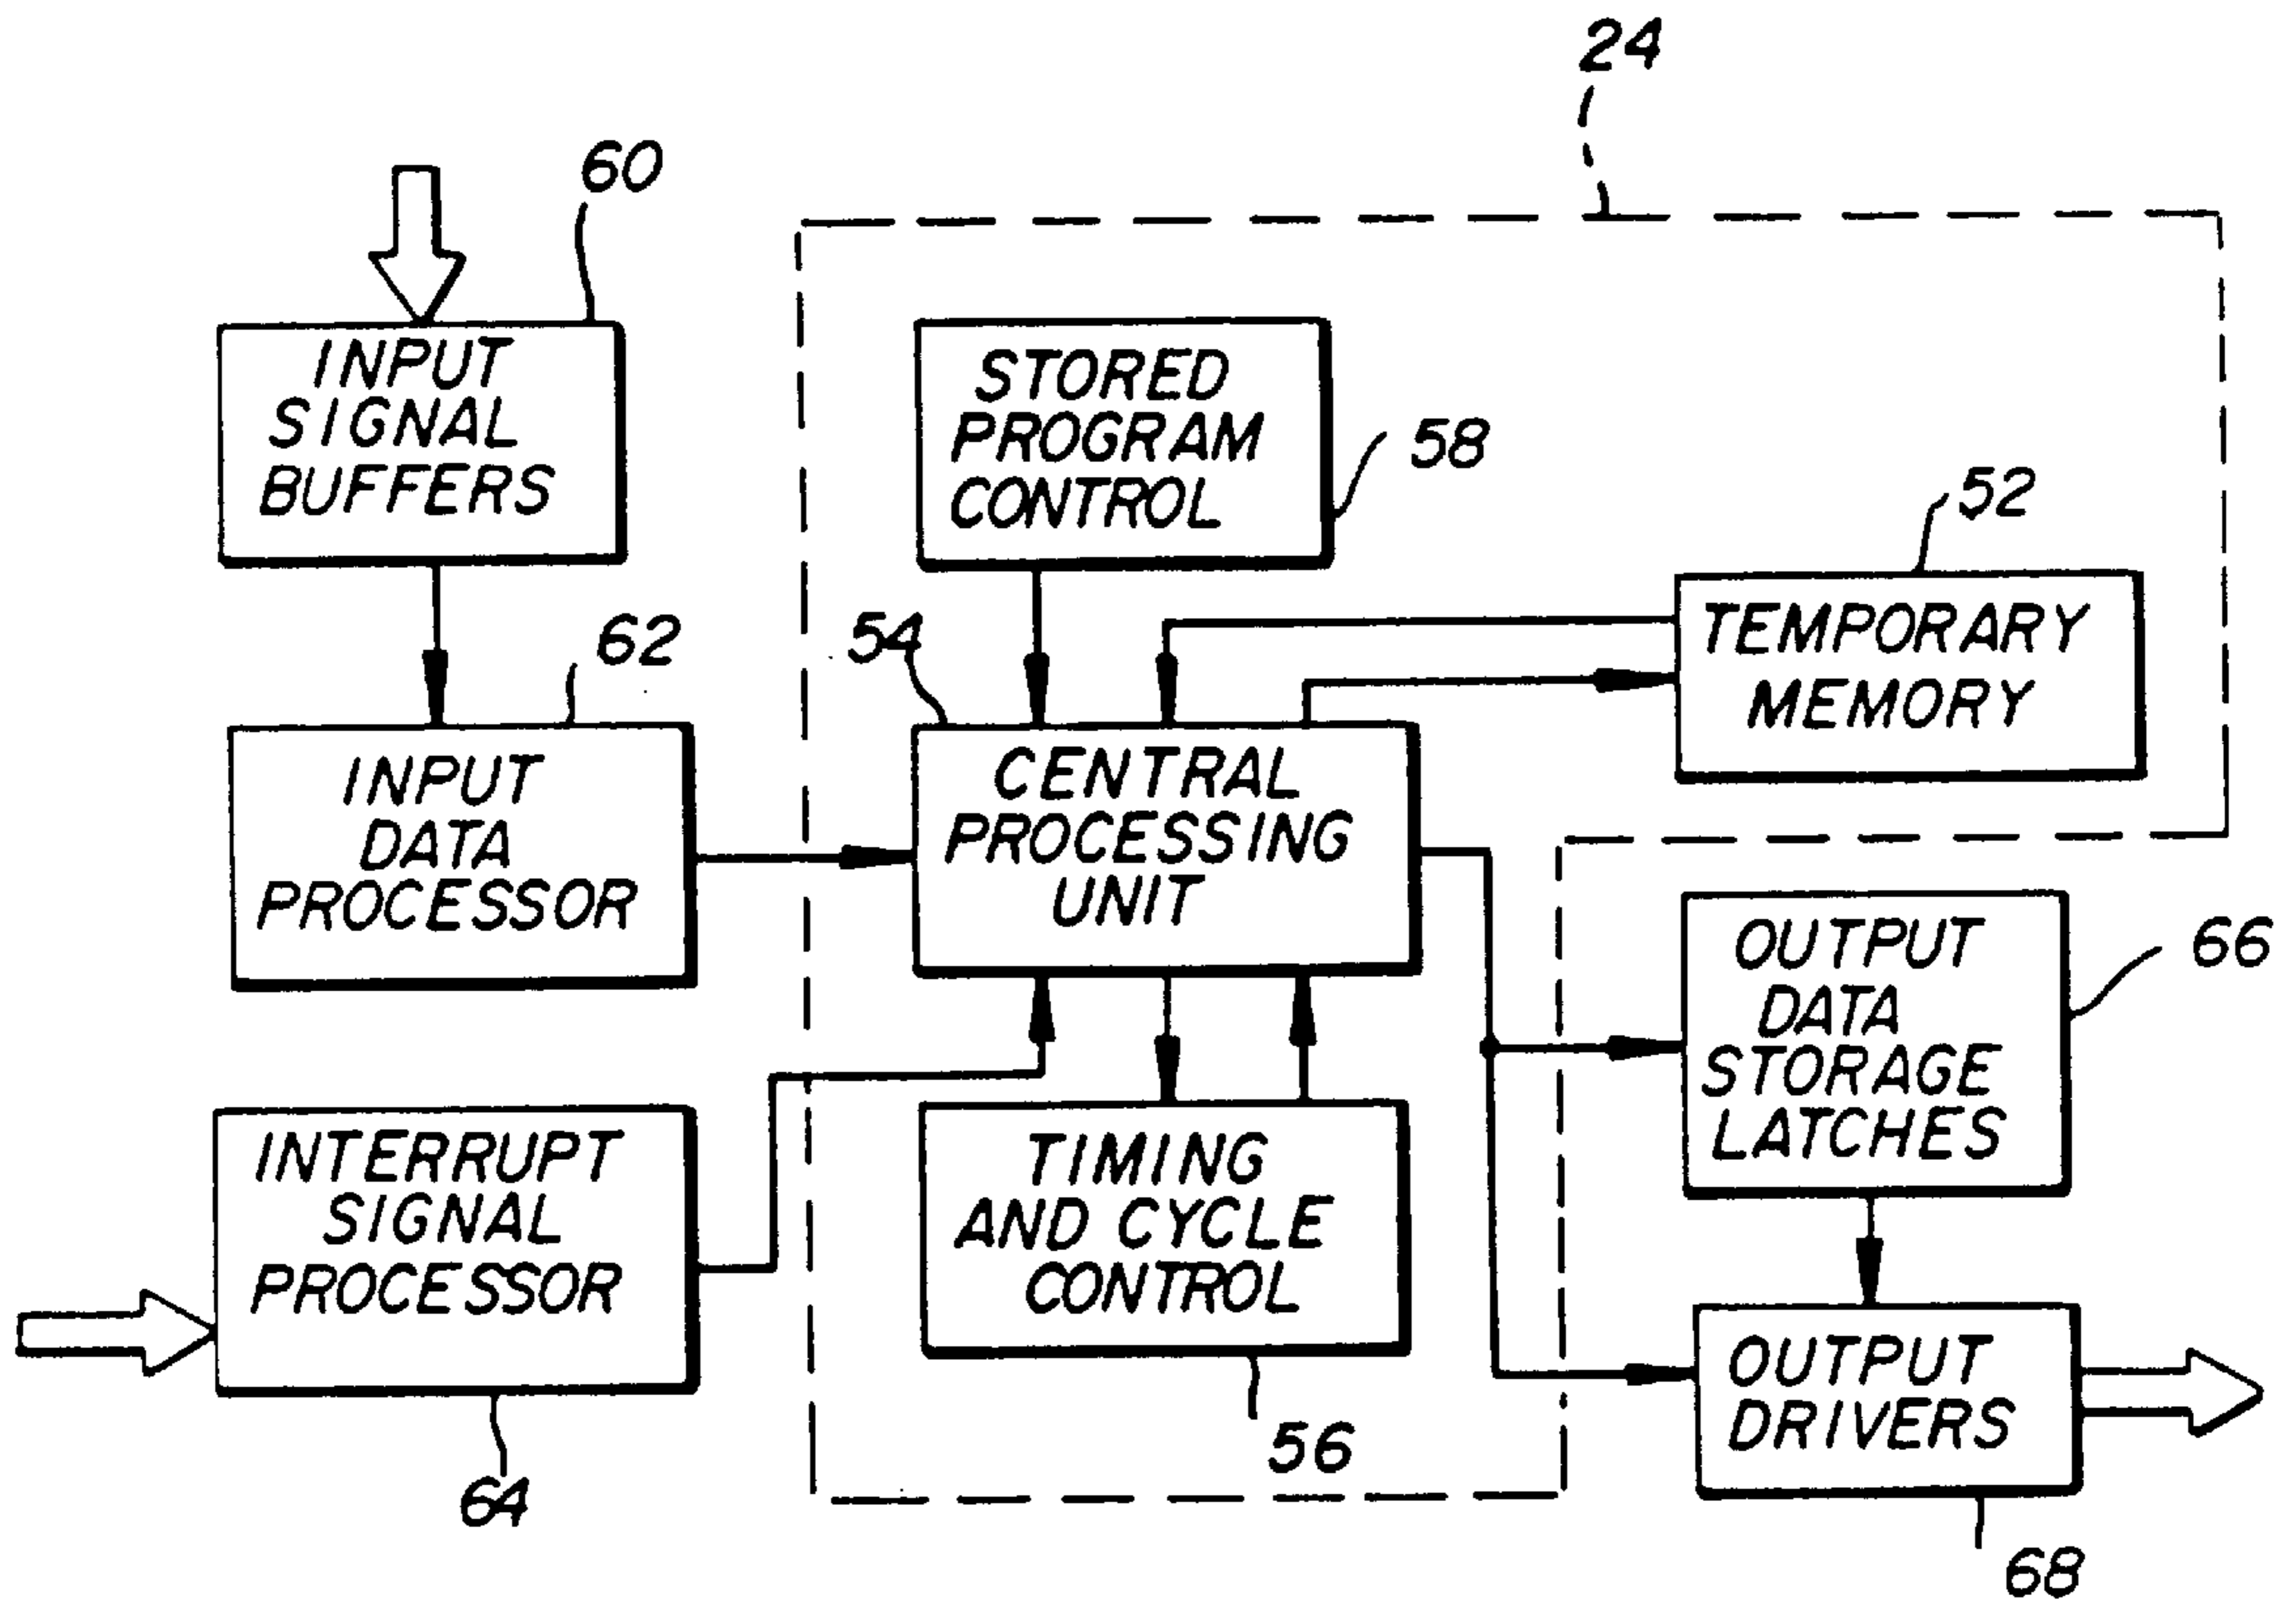 24
60
INPUT
SIGNAL
BUFFERS
STORED
PROGRAM
CONTROL
58
52
TEMPORARY
MEMORY
62
54
INPUT
DATA
PROCESSOR
CENTRAL
PROCESSING
UNIT
OUTPUT
DATA
STORAGE
LATCHES
66
INTERRUPT
SIGNAL
PROCESSOR
64
TIMING
AND CYCLE
CONTROL
56
OUTPUT
DRIVERS
68